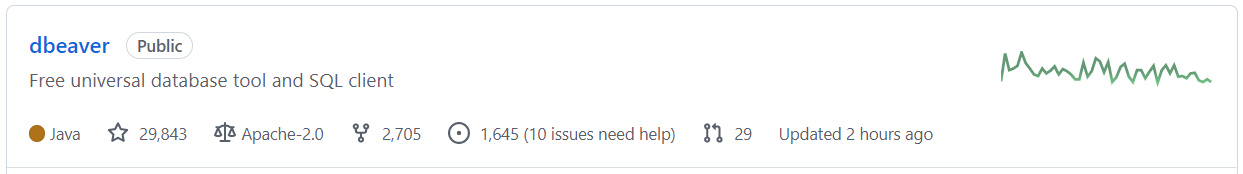 dbeaver Public
Free universal database tool and SQL client
Java 29,843 Apache-2.0 2,705 1,645 (10 issues need help) 29 Updated 2 hours ago